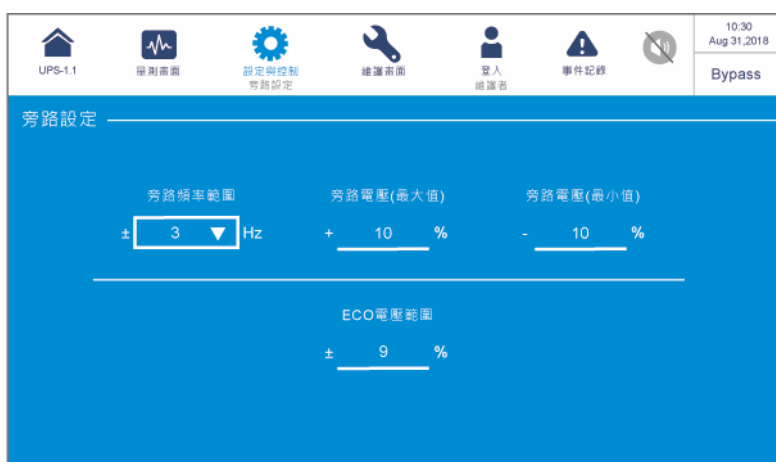 10:30
Aug 31,2018
Bypass
UPS-1.1
量測畫面
設定與控制
旁路設定
維護畫面
登入
維護者
事件記錄
旁路設定
旁路頻率範圍 旁路電壓(最大值) 旁路電壓(最小值)
± 3 ▼ Hz + 10 % - 10 %
ECO電壓範圍
± 9 %